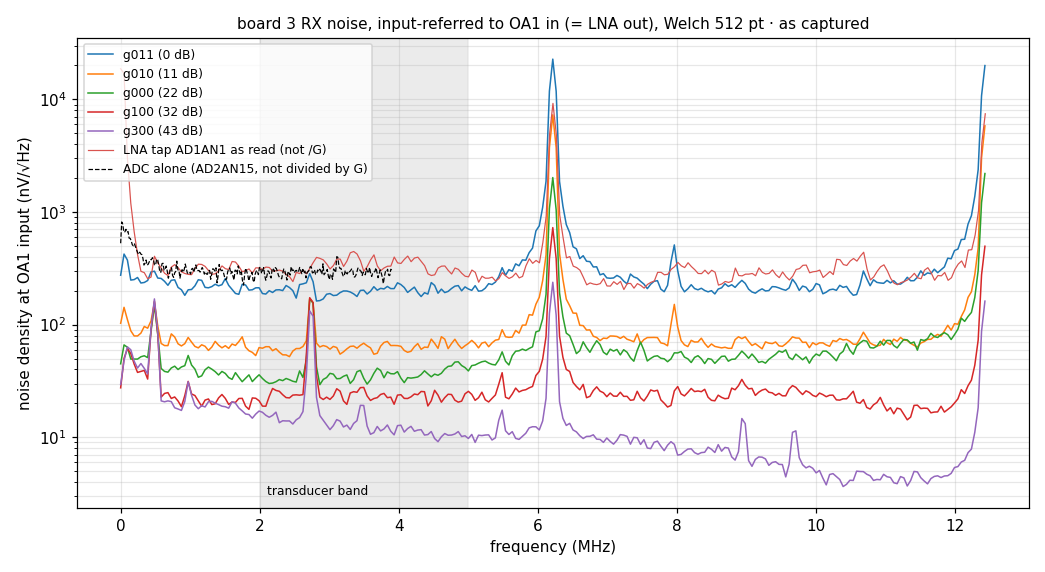 board 3 RX noise, input-referred to OA1 in (= LNA out), Welch 512 pt · as captured
noise density at OA1 input (nV/√Hz)
10⁴
10³
10²
10¹
g011 (0 dB)
g010 (11 dB)
g000 (22 dB)
g100 (32 dB)
g300 (43 dB)
LNA tap AD1AN1 as read (not /G)
ADC alone (AD2AN15, not divided by G)
transducer band
0 2 4 6 8 10 12
frequency (MHz)